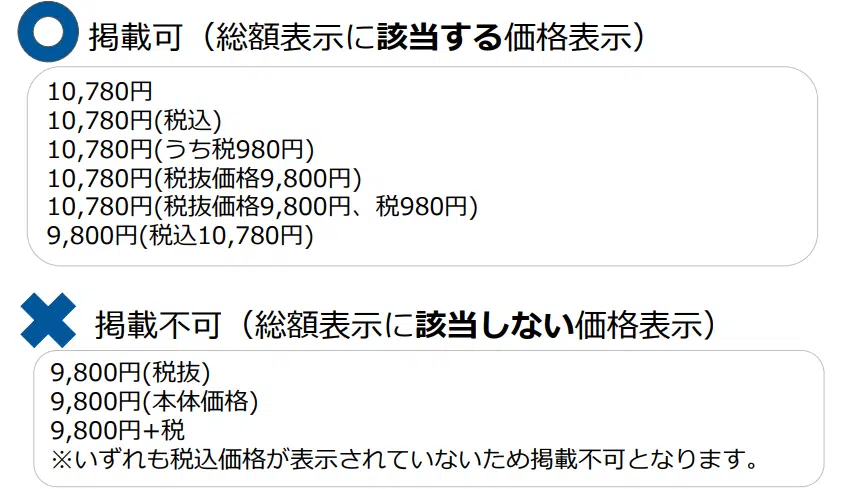 掲載可（総額表示に該当する価格表示）
10,780円
10,780円(税込)
10,780円(うち税980円)
10,780円(税抜価格9,800円)
10,780円(税抜価格9,800円、税980円)
9,800円(税込10,780円)
掲載不可（総額表示に該当しない価格表示）
9,800円(税抜)
9,800円(本体価格)
9,800円+税
※いずれも税込価格が表示されていないため掲載不可となります。